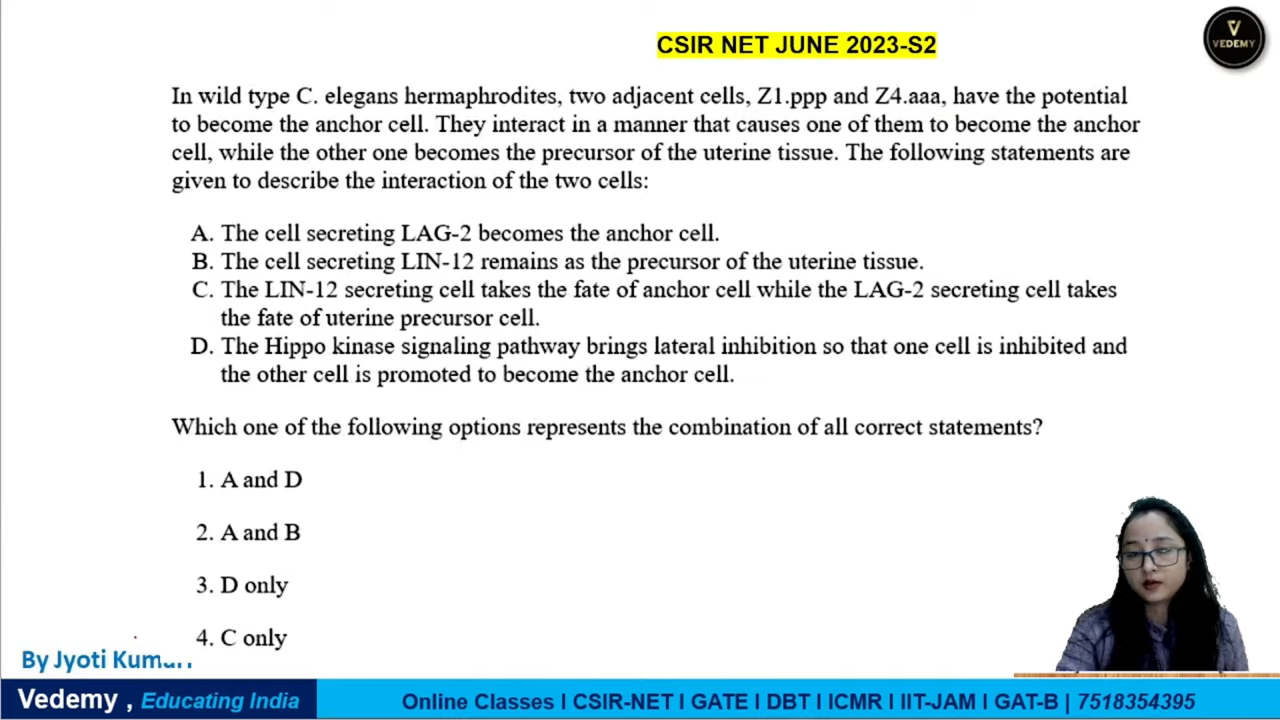 CSIR NET JUNE 2023-S2
V
VEDEMY
In wild type C. elegans hermaphrodites, two adjacent cells, Z1.ppp and Z4.aaa, have the potential
to become the anchor cell. They interact in a manner that causes one of them to become the anchor
cell, while the other one becomes the precursor of the uterine tissue. The following statements are
given to describe the interaction of the two cells:
A. The cell secreting LAG-2 becomes the anchor cell.
B. The cell secreting LIN-12 remains as the precursor of the uterine tissue.
C. The LIN-12 secreting cell takes the fate of anchor cell while the LAG-2 secreting cell takes
the fate of uterine precursor cell.
D. The Hippo kinase signaling pathway brings lateral inhibition so that one cell is inhibited and
the other cell is promoted to become the anchor cell.
Which one of the following options represents the combination of all correct statements?
1. A and D
2. A and B
3. D only
4. C only
By Jyoti Kumari
Vedemy , Educating India
Online Classes I CSIR-NET I GATE I DBT I ICMR I IIT-JAM I GAT-B | 7518354395